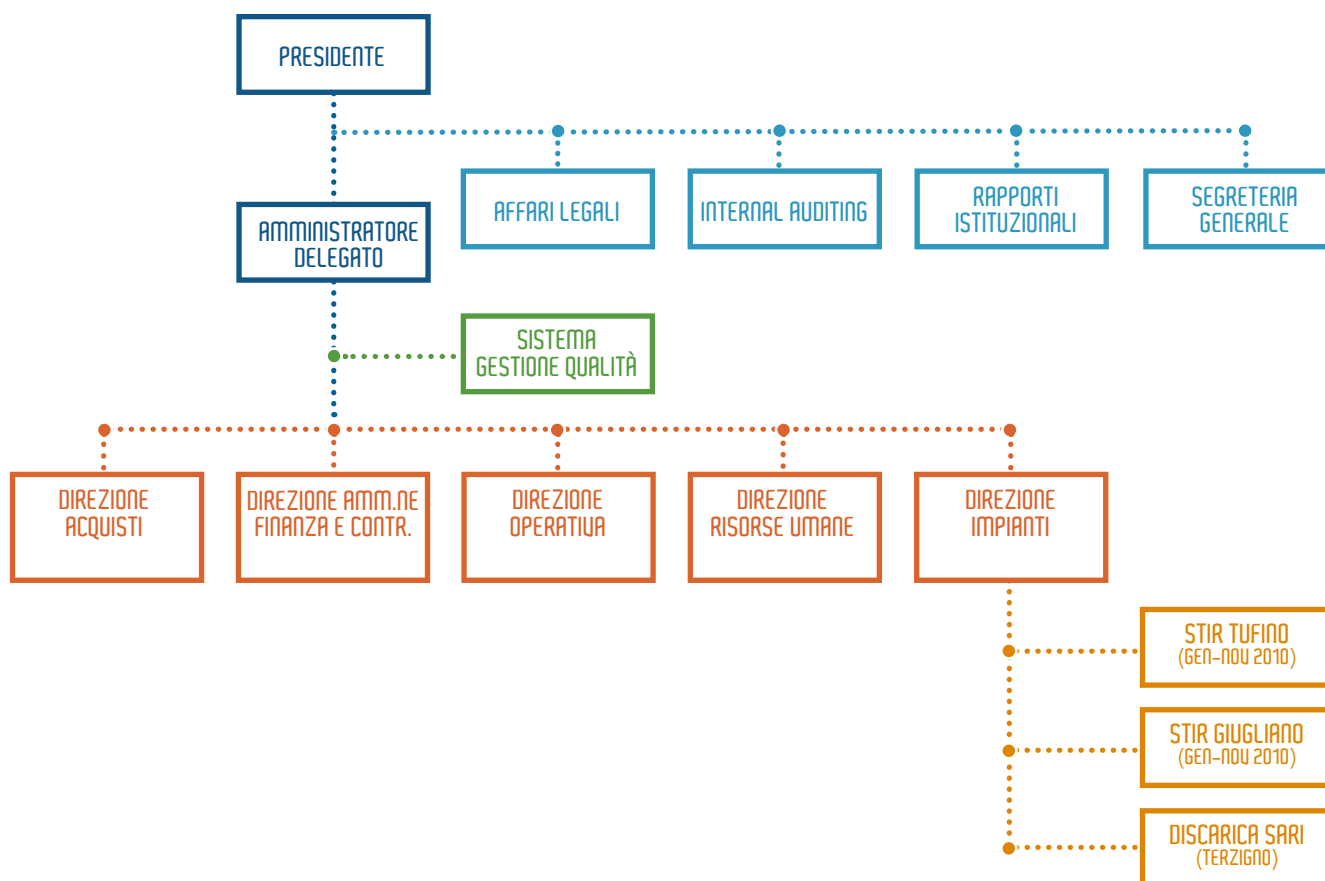 PRESIDENTE
AFFARI LEGALI
INTERNAL AUDITING
RAPPORTI
ISTITUZIONALI
SEGRETERIA
GENERALE
AMMINISTRATORE
DELEGATO
SISTEMA
GESTIONE QUALITÀ
DIREZIONE
ACQUISTI
DIREZIONE AMM.NE
FINANZA E CONTR.
DIREZIONE
OPERATIVA
DIREZIONE
RISORSE UMANE
DIREZIONE
IMPIANTI
STIR TUFINO
(GEN-NOV 2010)
STIR GIUGLIANO
(GEN-NOV 2010)
DISCARICA SARI
(TERZIGNO)